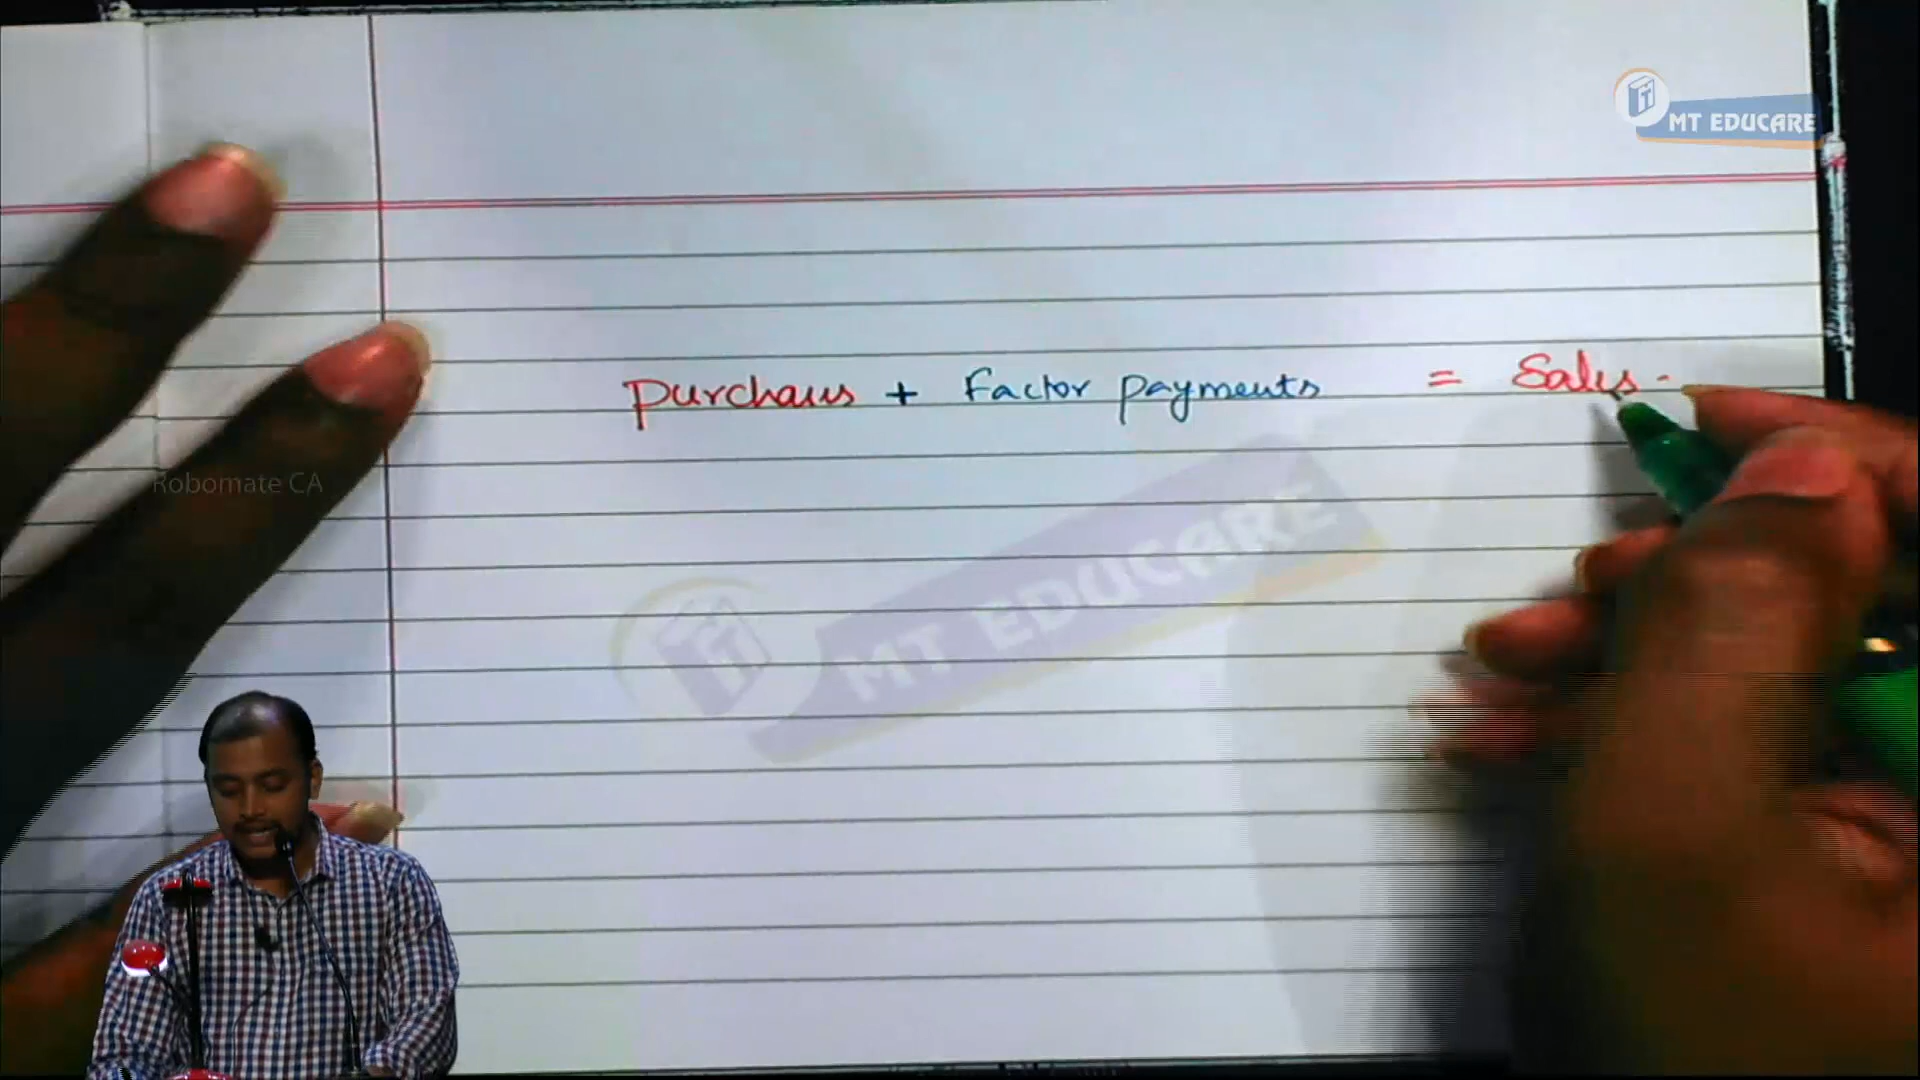 MT EDUCARE
Purchases + Factor payments = Sales.
Robomate CA
MT EDUCARE